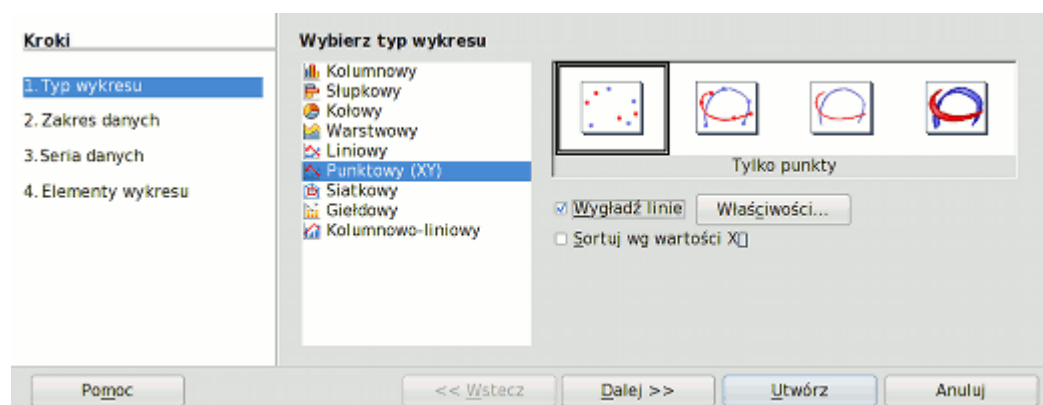 Kroki
1. Typ wykresu
2. Zakres danych
3. Seria danych
4. Elementy wykresu
Wybierz typ wykresu
Kolumnowy
Słupkowy
Kołowy
Warstwowy
Liniowy
Punktowy (XY)
Siatkowy
Giełdowy
Kolumnowo-liniowy
Tylko punkty
Wygładź linie Właściwości...
Sortuj wg wartości X
Pomoc << Wstecz Dalej >> Utwórz Anuluj